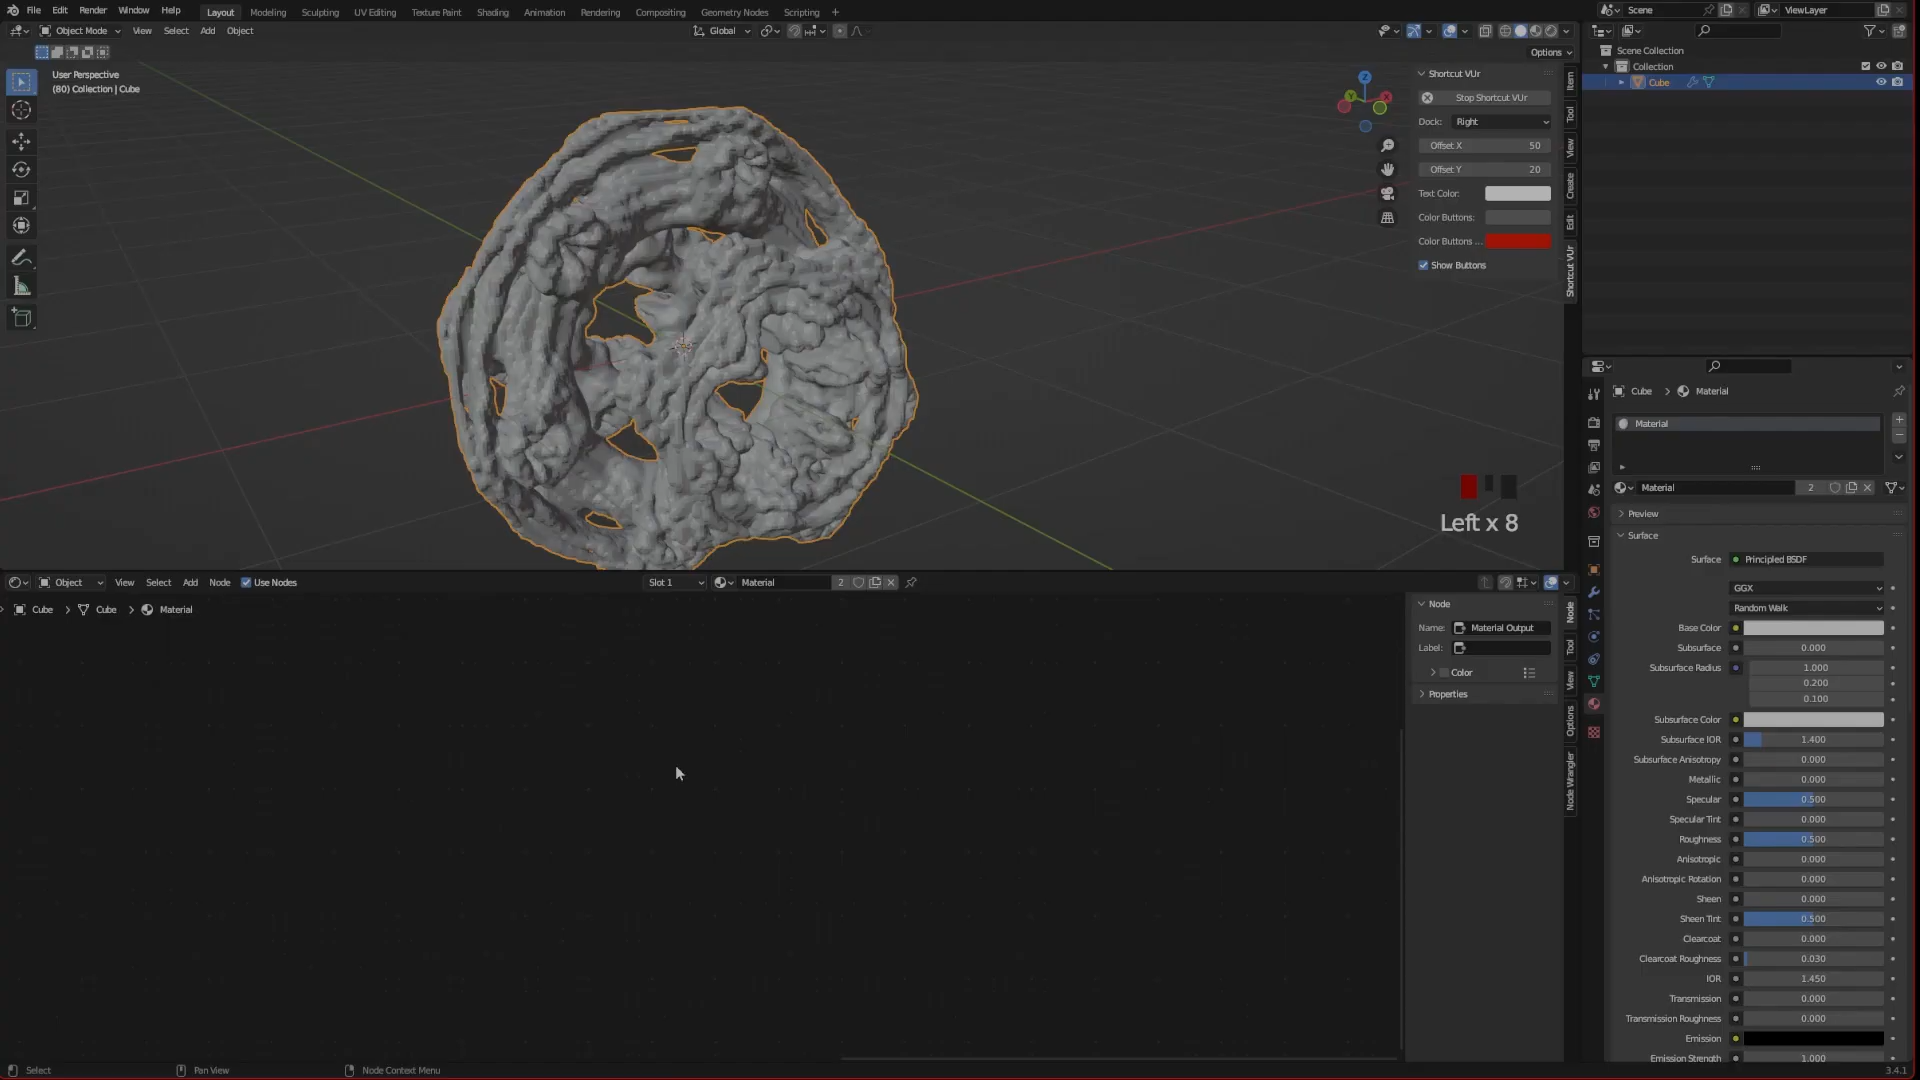 File Edit Render Window Help Layout Modeling Sculpting UV Editing Texture Paint Shading Animation Rendering Compositing Geometry Nodes Scripting + Scene ViewLayer
Object Mode View Select Add Object Global
Options
User Perspective
(80) Collection | Cube
Z
Y
X
Shortcut VUr
Stop Shortcut VUr
Dock: Right
Offset X 50
Offset Y 20
Text Color:
Color Buttons:
Color Buttons ...
Show Buttons
Item
Tool
View
Create
Edit
Shortcut VUr
Left x 8
Scene Collection
Collection
Cube
Object View Select Add Node Use Nodes Slot 1 Material 2
Cube > Cube > Material
Node
Name: Material Output
Label:
Color
Properties
Node
Tool
View
Options
Node Wrangler
Cube > Material
Material
Material 2
Preview
Surface
Surface Principled BSDF
GGX
Random Walk
Base Color
Subsurface 0.000
Subsurface Radius 1.000
0.200
0.100
Subsurface Color
Subsurface IOR 1.400
Subsurface Anisotropy 0.000
Metallic 0.000
Specular 0.500
Specular Tint 0.000
Roughness 0.500
Anisotropic 0.000
Anisotropic Rotation 0.000
Sheen 0.000
Sheen Tint 0.500
Clearcoat 0.000
Clearcoat Roughness 0.030
IOR 1.450
Transmission 0.000
Transmission Roughness 0.000
Emission
Emission Strength 1.000
Select Pan View Node Context Menu 3.4.1